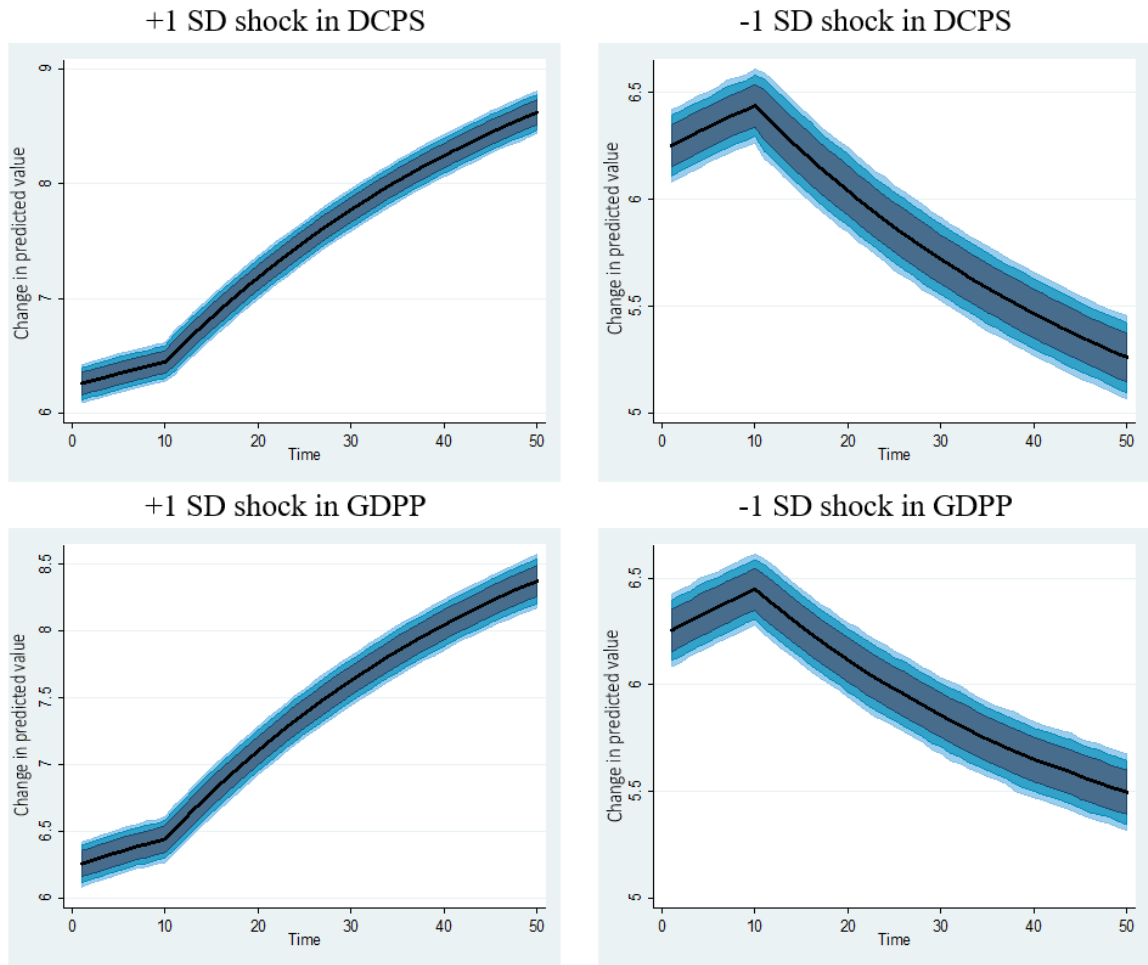 +1 SD shock in DCPS
Change in predicted value
9
8
7
6
0 10 20 30 40 50
Time
-1 SD shock in DCPS
Change in predicted value
6.5
6
5.5
5
0 10 20 30 40 50
Time
+1 SD shock in GDPP
Change in predicted value
8.5
8
7.5
7
6.5
6
0 10 20 30 40 50
Time
-1 SD shock in GDPP
Change in predicted value
6.5
6
5.5
5
0 10 20 30 40 50
Time